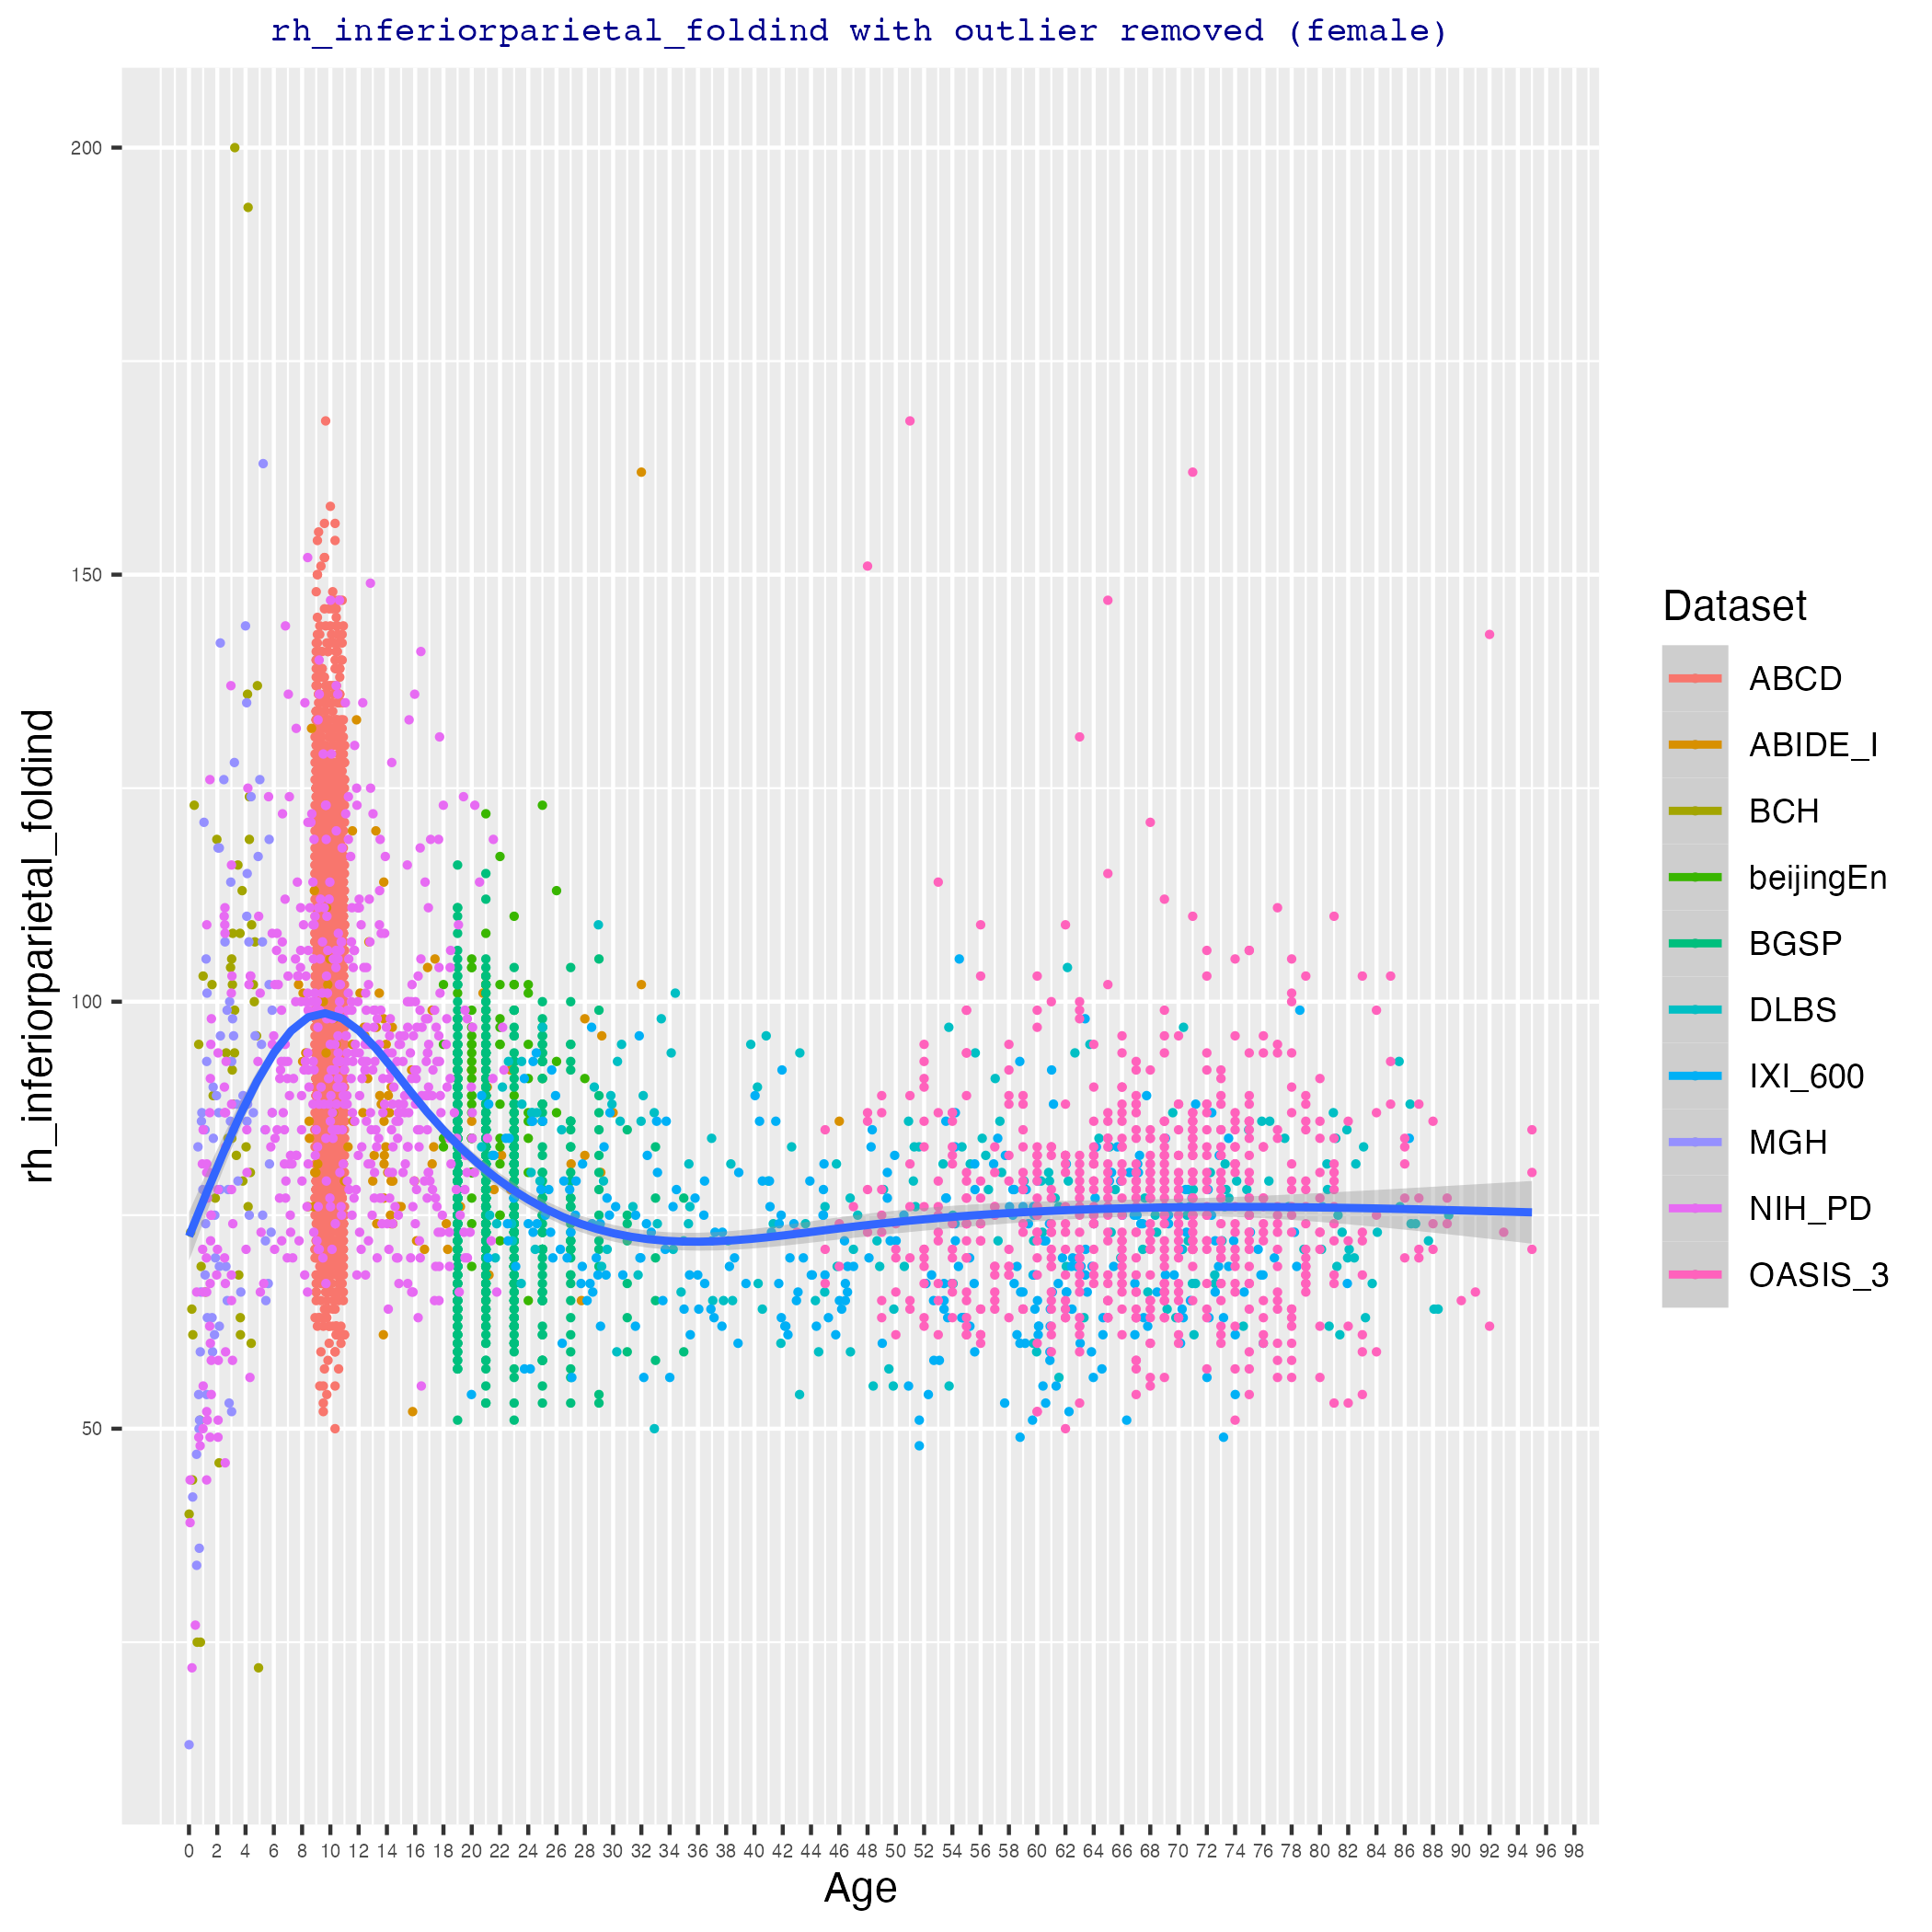 rh_inferiorparietal_foldind with outlier removed (female)
200
150
100
50
rh_inferiorparietal_foldind
0 2 4 6 8 10 12 14 16 18 20 22 24 26 28 30 32 34 36 38 40 42 44 46 48 50 52 54 56 58 60 62 64 66 68 70 72 74 76 78 80 82 84 86 88 90 92 94 96 98
Age
Dataset
ABCD
ABIDE_I
BCH
beijingEn
BGSP
DLBS
IXI_600
MGH
NIH_PD
OASIS_3